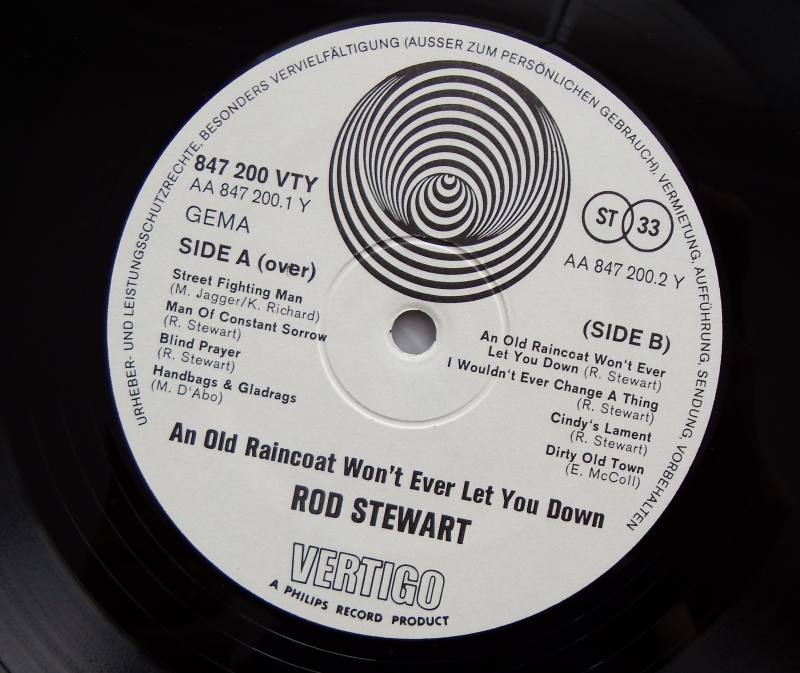 URHEBER- UND LEISTUNGSSCHUTZRECHTE, BESONDERS VERVIELFÄLTIGUNG (AUSSER ZUM PERSÖNLICHEN GEBRAUCH), VERMIETUNG, AUFFÜHRUNG, SENDUNG, VORBEHALTEN
847 200 VTY
AA 847 200.1 Y
GEMA
SIDE A (over)
Street Fighting Man
(M. Jagger/K. Richard)
Man Of Constant Sorrow
(R. Stewart)
Blind Prayer
(R. Stewart)
Handbags & Gladrags
(M. D'Abo)
ST 33
AA 847 200.2 Y
(SIDE B)
An Old Raincoat Won't Ever
Let You Down (R. Stewart)
I Wouldn't Ever Change A Thing
(R. Stewart)
Cindy's Lament
(R. Stewart)
Dirty Old Town
(E. McColl)
An Old Raincoat Won't Ever Let You Down
ROD STEWART
VERTIGO
A PHILIPS RECORD PRODUCT